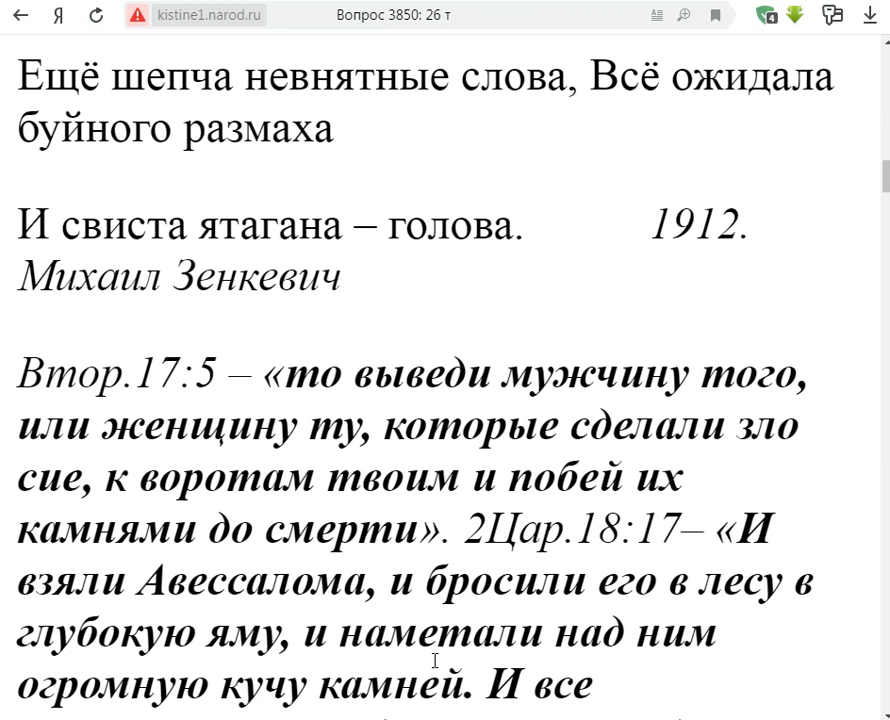 kistine1.narod.ru
Вопрос 3850: 26 т
4
Ещё шепча невнятные слова, Всё ожидала
буйного размаха
И свиста ятагана – голова. 1912.
Михаил Зенкевич
Втор.17:5 – «то выведи мужчину того,
или женщину ту, которые сделали зло
сие, к воротам твоим и побей их
камнями до смерти». 2Цар.18:17– «И
взяли Авессалома, и бросили его в лесу в
глубокую яму, и наметали над ним
огромную кучу камней. И все